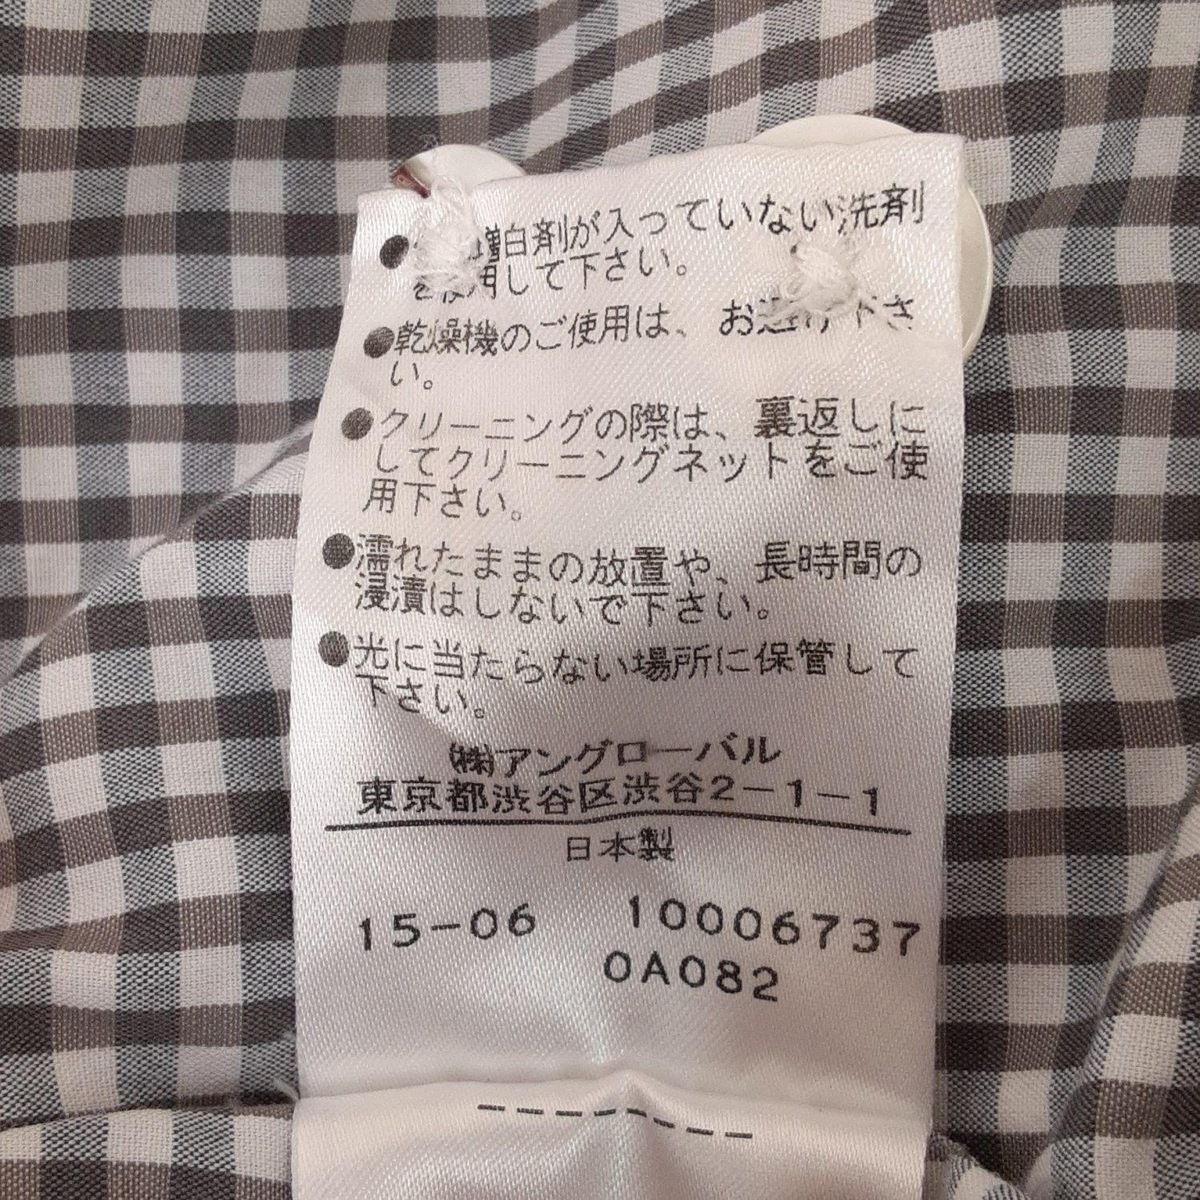 ●増白剤が入っていない洗剤
を使用して下さい。
●乾燥機のご使用は、お避け下さ
い。
●クリーニングの際は、裏返しに
してクリーニングネットをご使
用下さい。
●濡れたままの放置や、長時間の
浸漬はしないで下さい。
●光に当たらない場所に保管して
下さい。
㈱アングローバル
東京都渋谷区渋谷2-1-1
日本製
15-06 10006737
0A082